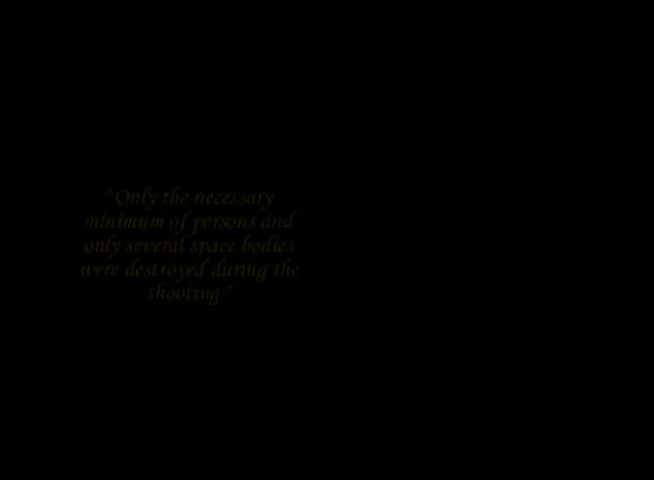 "Only the necessary
minimum of persons and
only several space bodies
were destroyed during the
shooting"